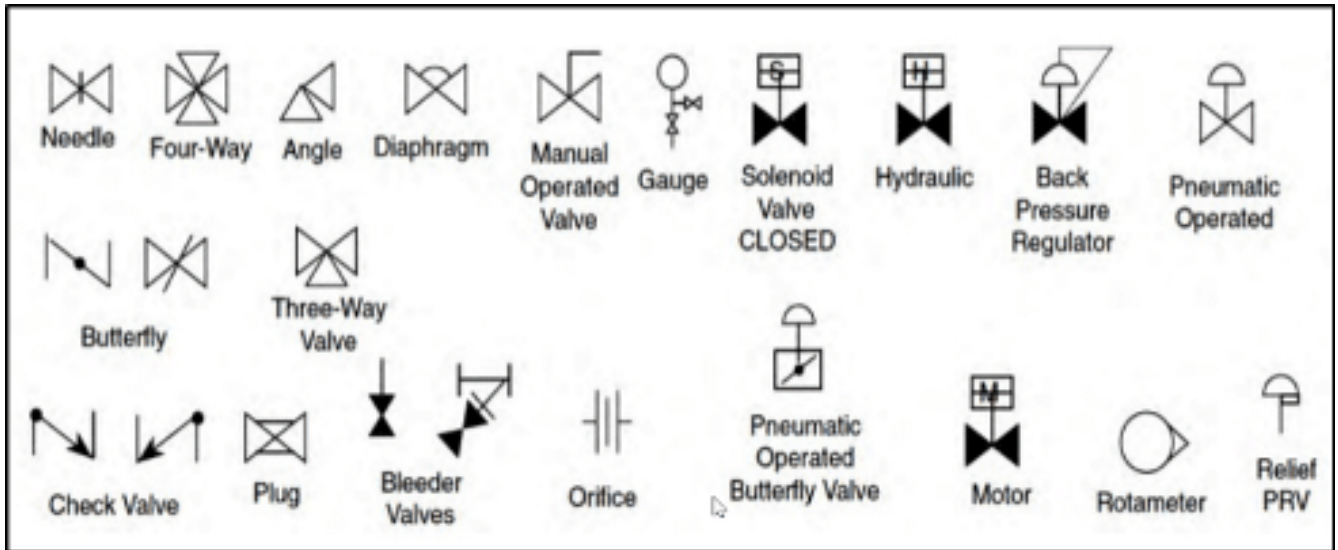 Needle
Four-Way
Angle
Diaphragm
Manual
Operated
Valve
Gauge
S
Solenoid
Valve
CLOSED
H
Hydraulic
Back
Pressure
Regulator
Pneumatic
Operated
Butterfly
Three-Way
Valve
Check Valve
Plug
Bleeder
Valves
Orifice
Pneumatic
Operated
Butterfly Valve
M
Motor
Rotameter
Relief
PRV